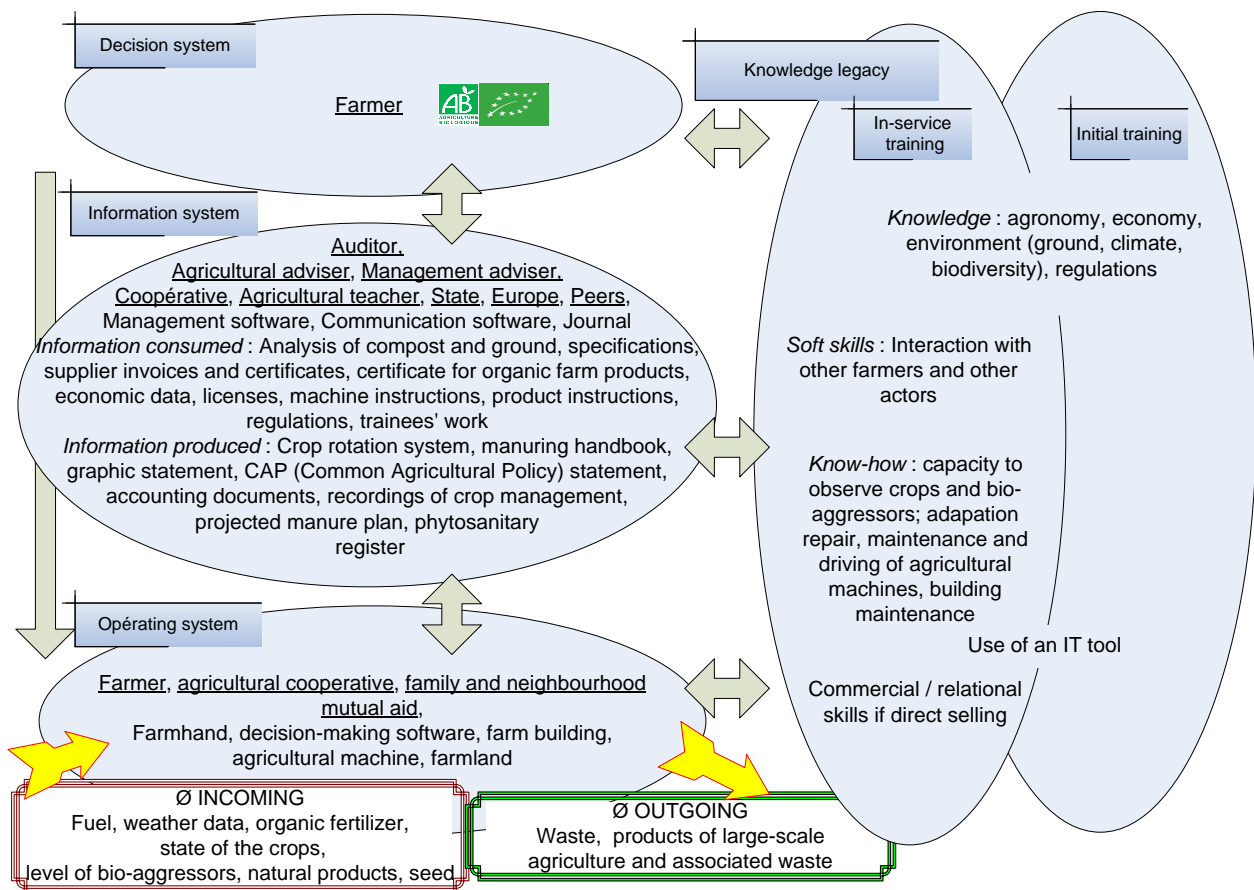 Decision system
Farmer
AB
AGRICULTURE
BIOLOGIQUE
Knowledge legacy
In-service
training
Initial training
Information system
Auditor,
Agricultural adviser, Management adviser,
Coopérative, Agricultural teacher, State, Europe, Peers,
Management software, Communication software, Journal
Information consumed : Analysis of compost and ground, specifications,
supplier invoices and certificates, certificate for organic farm products,
economic data, licenses, machine instructions, product instructions,
regulations, trainees' work
Information produced : Crop rotation system, manuring handbook,
graphic statement, CAP (Common Agricultural Policy) statement,
accounting documents, recordings of crop management,
projected manure plan, phytosanitary
register
Knowledge : agronomy, economy,
environment (ground, climate,
biodiversity), regulations
Soft skills : Interaction with
other farmers and other
actors
Know-how : capacity to
observe crops and bio-
aggressors; adapation
repair, maintenance and
driving of agricultural
machines, building
maintenance
Use of an IT tool
Commercial / relational
skills if direct selling
Opérating system
Farmer, agricultural cooperative, family and neighbourhood
mutual aid,
Farmhand, decision-making software, farm building,
agricultural machine, farmland
Ø INCOMING
Fuel, weather data, organic fertilizer,
state of the crops,
level of bio-aggressors, natural products, seed
Ø OUTGOING
Waste, products of large-scale
agriculture and associated waste